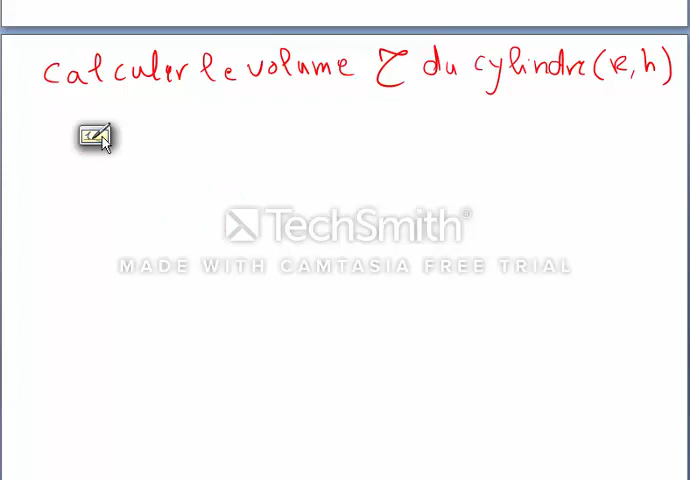 Calculer le volume τ du cylindre (R, h)
TechSmith®
MADE WITH CAMTASIA FREE TRIAL